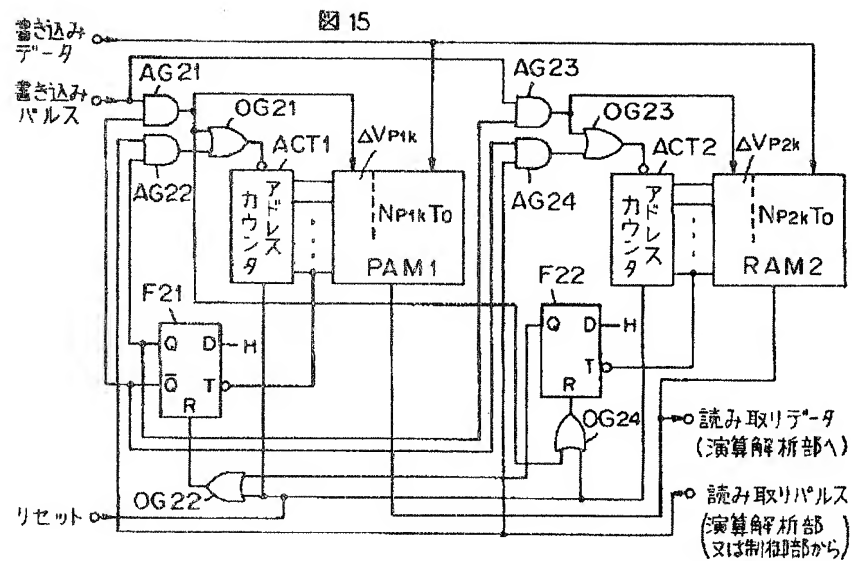 図15
書き込み
データ
書き込み
パルス
AG21
OG21
ACT1
ΔVP1k
AG22
アドレス
カウンタ
NP1kTo
PAM1
AG23
OG23
ACT2
ΔVP2k
AG24
アドレス
カウンタ
NP2kTo
RAM2
F21
Q D H
Q̅ T
R
F22
Q D H
T
R
OG24
OG22
リセット
読み取りデータ
(演算解析部へ)
読み取りパルス
(演算解析部
又は制御部から)